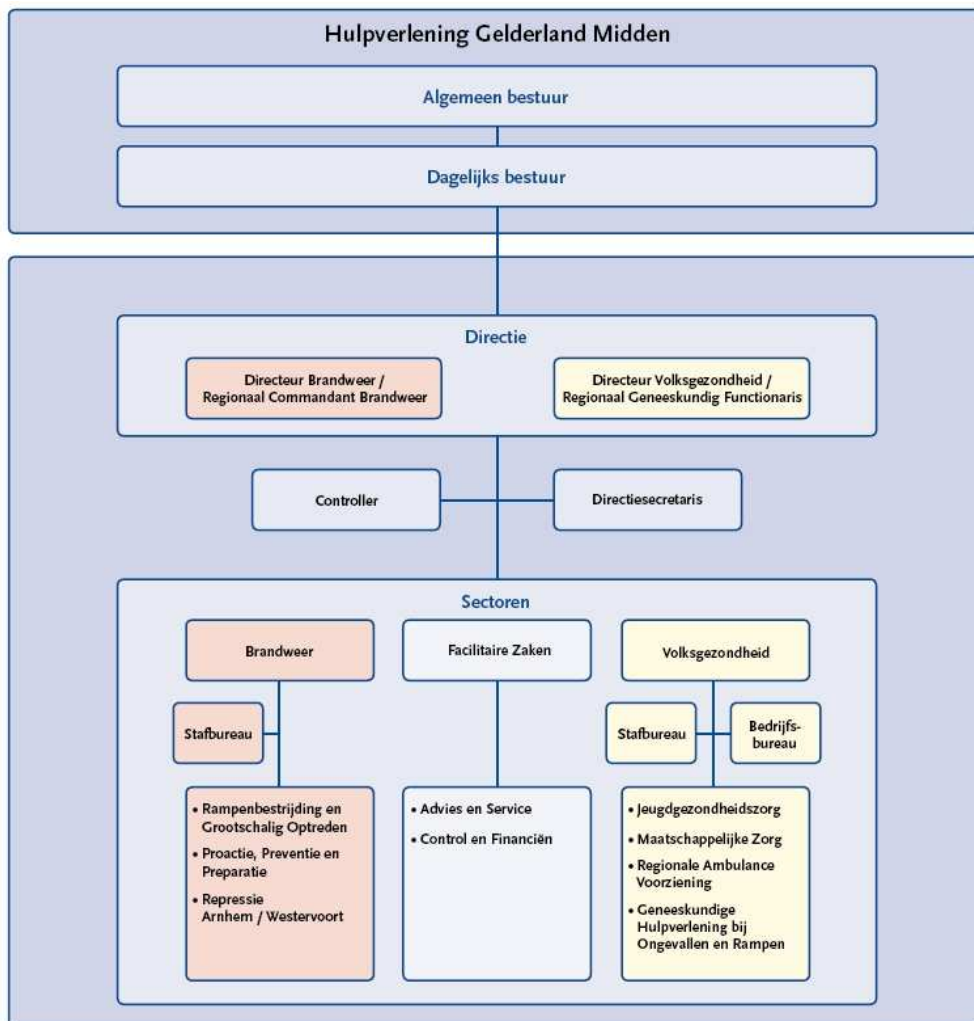 Hulpverlening Gelderland Midden
Algemeen bestuur
Dagelijks bestuur
Directie
Directeur Brandweer /
Regionaal Commandant Brandweer
Directeur Volksgezondheid /
Regionaal Geneeskundig Functionaris
Controller
Directiesecretaris
Sectoren
Brandweer
Facilitaire Zaken
Volksgezondheid
Stafbureau
Stafbureau
Bedrijfs-
bureau
• Rampenbestrijding en
Grootschalig Optreden
• Proactie, Preventie en
Preparatie
• Repressie
Arnhem / Westervoort
• Advies en Service
• Control en Financiën
• Jeugdgezondheidszorg
• Maatschappelijke Zorg
• Regionale Ambulance
Voorziening
• Geneeskundige
Hulpverlening bij
Ongevallen en Rampen